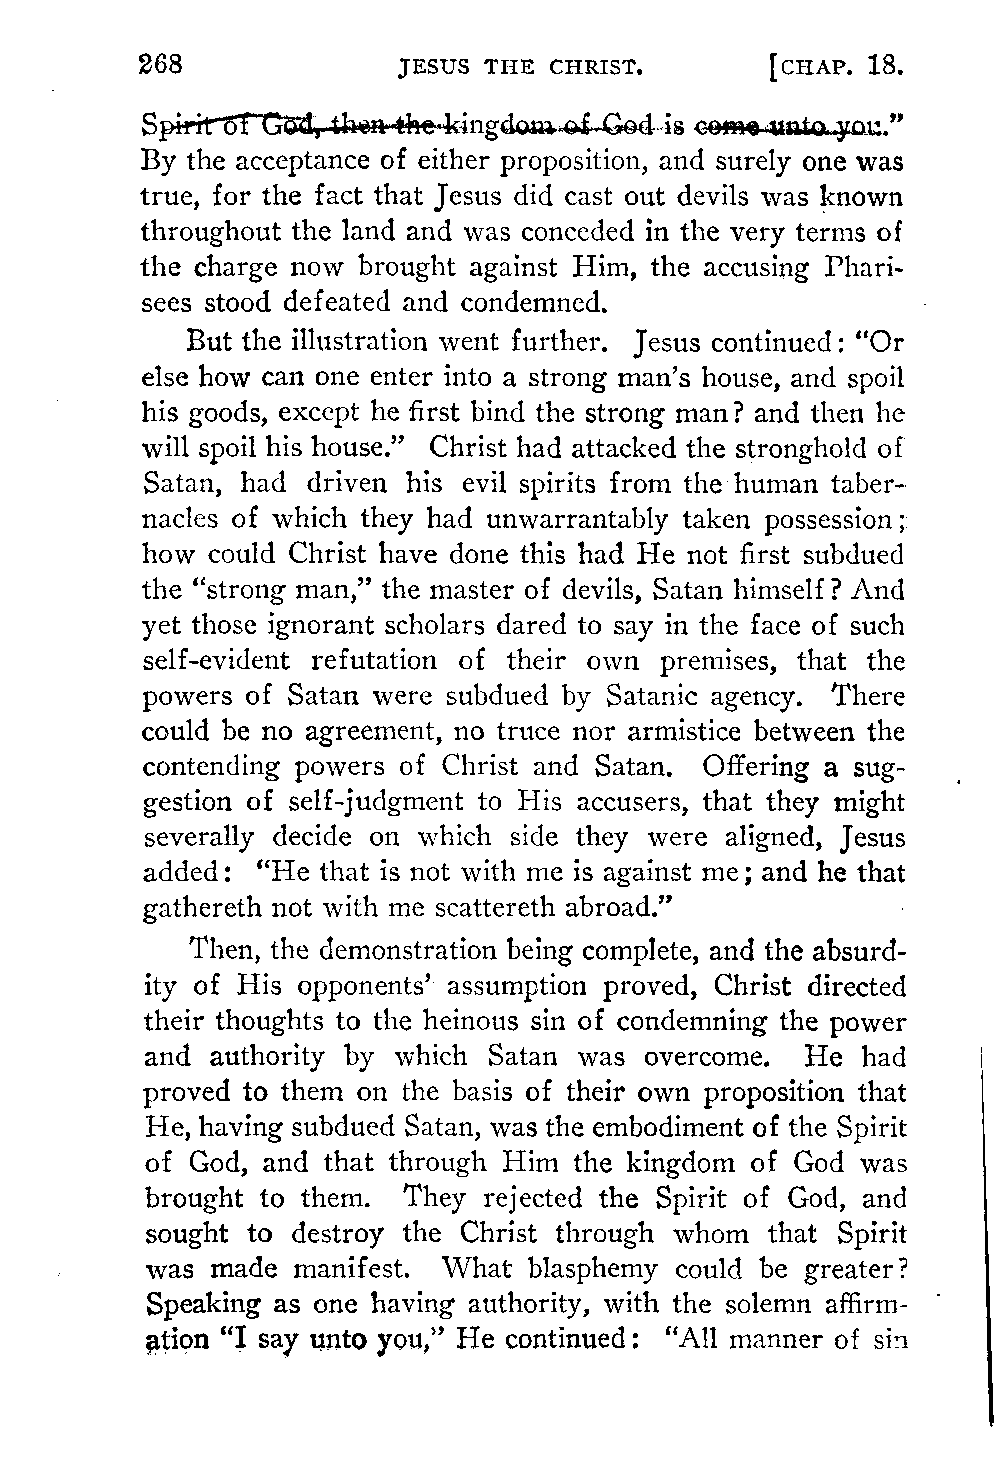 268 JESUS THE CHRIST. [CHAP. 18.
Spirit of God, then the kingdom of God is come unto you."
By the acceptance of either proposition, and surely one was
true, for the fact that Jesus did cast out devils was known
throughout the land and was conceded in the very terms of
the charge now brought against Him, the accusing Phari-
sees stood defeated and condemned.
But the illustration went further. Jesus continued: "Or
else how can one enter into a strong man's house, and spoil
his goods, except he first bind the strong man? and then he
will spoil his house." Christ had attacked the stronghold of
Satan, had driven his evil spirits from the human taber-
nacles of which they had unwarrantably taken possession;
how could Christ have done this had He not first subdued
the "strong man," the master of devils, Satan himself? And
yet those ignorant scholars dared to say in the face of such
self-evident refutation of their own premises, that the
powers of Satan were subdued by Satanic agency. There
could be no agreement, no truce nor armistice between the
contending powers of Christ and Satan. Offering a sug-
gestion of self-judgment to His accusers, that they might
severally decide on which side they were aligned, Jesus
added: "He that is not with me is against me; and he that
gathereth not with me scattereth abroad."
Then, the demonstration being complete, and the absurd-
ity of His opponents' assumption proved, Christ directed
their thoughts to the heinous sin of condemning the power
and authority by which Satan was overcome. He had
proved to them on the basis of their own proposition that
He, having subdued Satan, was the embodiment of the Spirit
of God, and that through Him the kingdom of God was
brought to them. They rejected the Spirit of God, and
sought to destroy the Christ through whom that Spirit
was made manifest. What blasphemy could be greater?
Speaking as one having authority, with the solemn affirm-
ation "I say unto you," He continued: "All manner of sin